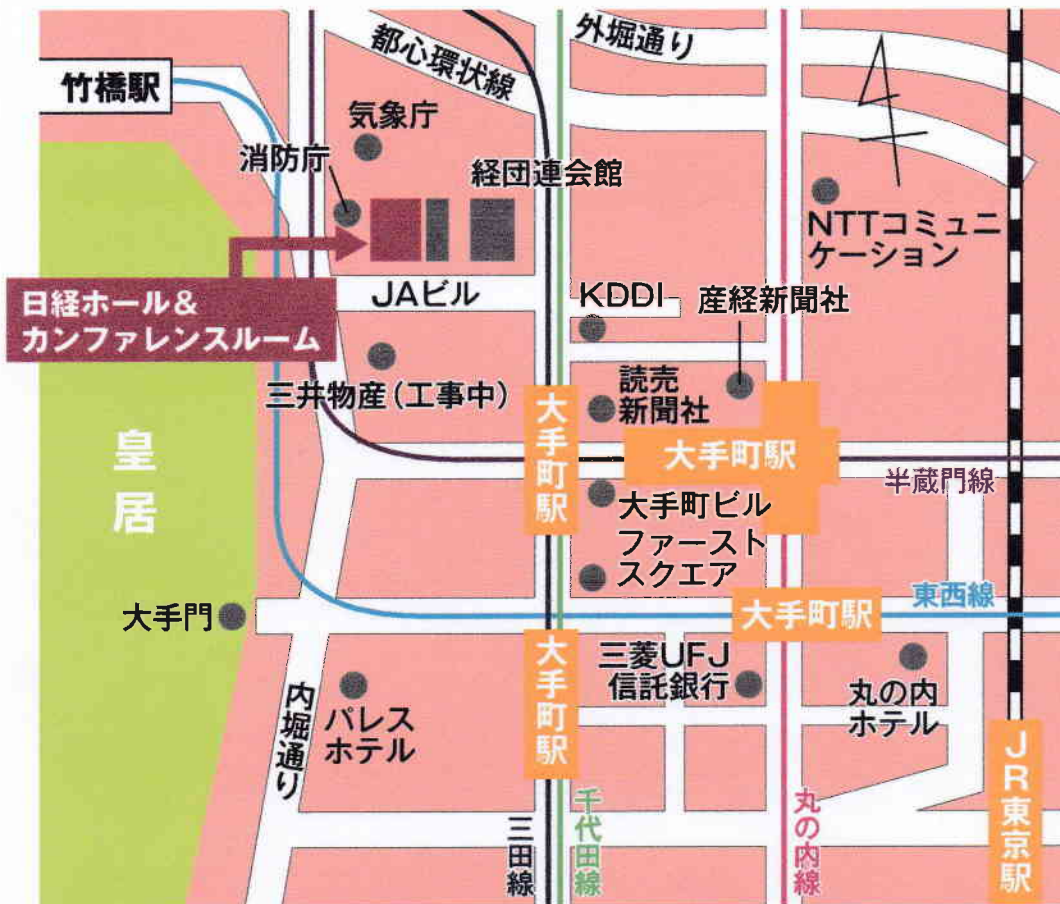 外堀通り
都心環状線
竹橋駅
気象庁
消防庁
経団連会館
NTTコミュニ
ケーション
日経ホール&
カンファレンスルーム
JAビル
KDDI
産経新聞社
三井物産(工事中)
読売
新聞社
大手町駅
大手町駅
皇居
半蔵門線
大手町ビル
ファースト
スクエア
東西線
大手門
大手町駅
大手町駅
三菱UFJ
信託銀行
丸の内
ホテル
パレス
ホテル
内堀通り
JR東京駅
三田線
千代田線
丸の内線